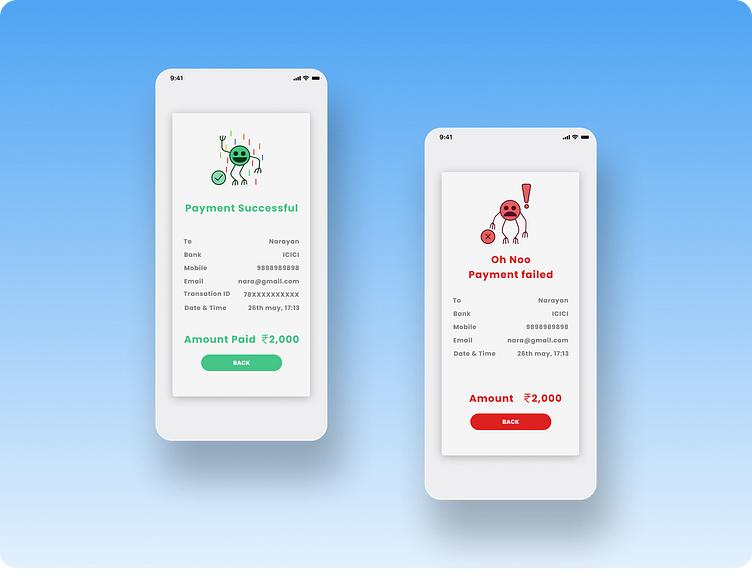 9:41
Payment Successful
To Narayan
Bank ICICI
Mobile 9898989898
Email nara@gmail.com
Transation ID 78XXXXXXXXXX
Date & Time 26th may, 17:13
Amount Paid ₹2,000
BACK
9:41
Oh Noo
Payment failed
To Narayan
Bank ICICI
Mobile 9898989898
Email nara@gmail.com
Date & Time 26th may, 17:13
Amount ₹2,000
BACK